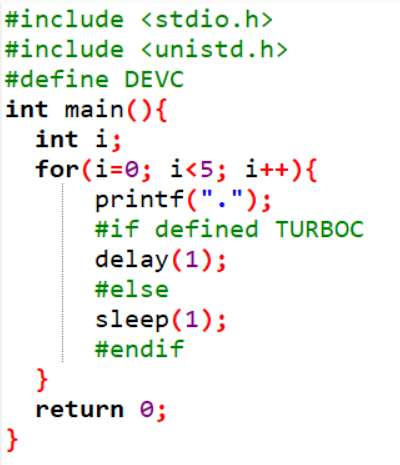 #include <stdio.h>
#include <unistd.h>
#define DEVC
int main(){
  int i;
  for(i=0; i<5; i++){
      printf(".");
      #if defined TURBOC
      delay(1);
      #else
      sleep(1);
      #endif
  }
  return 0;
}